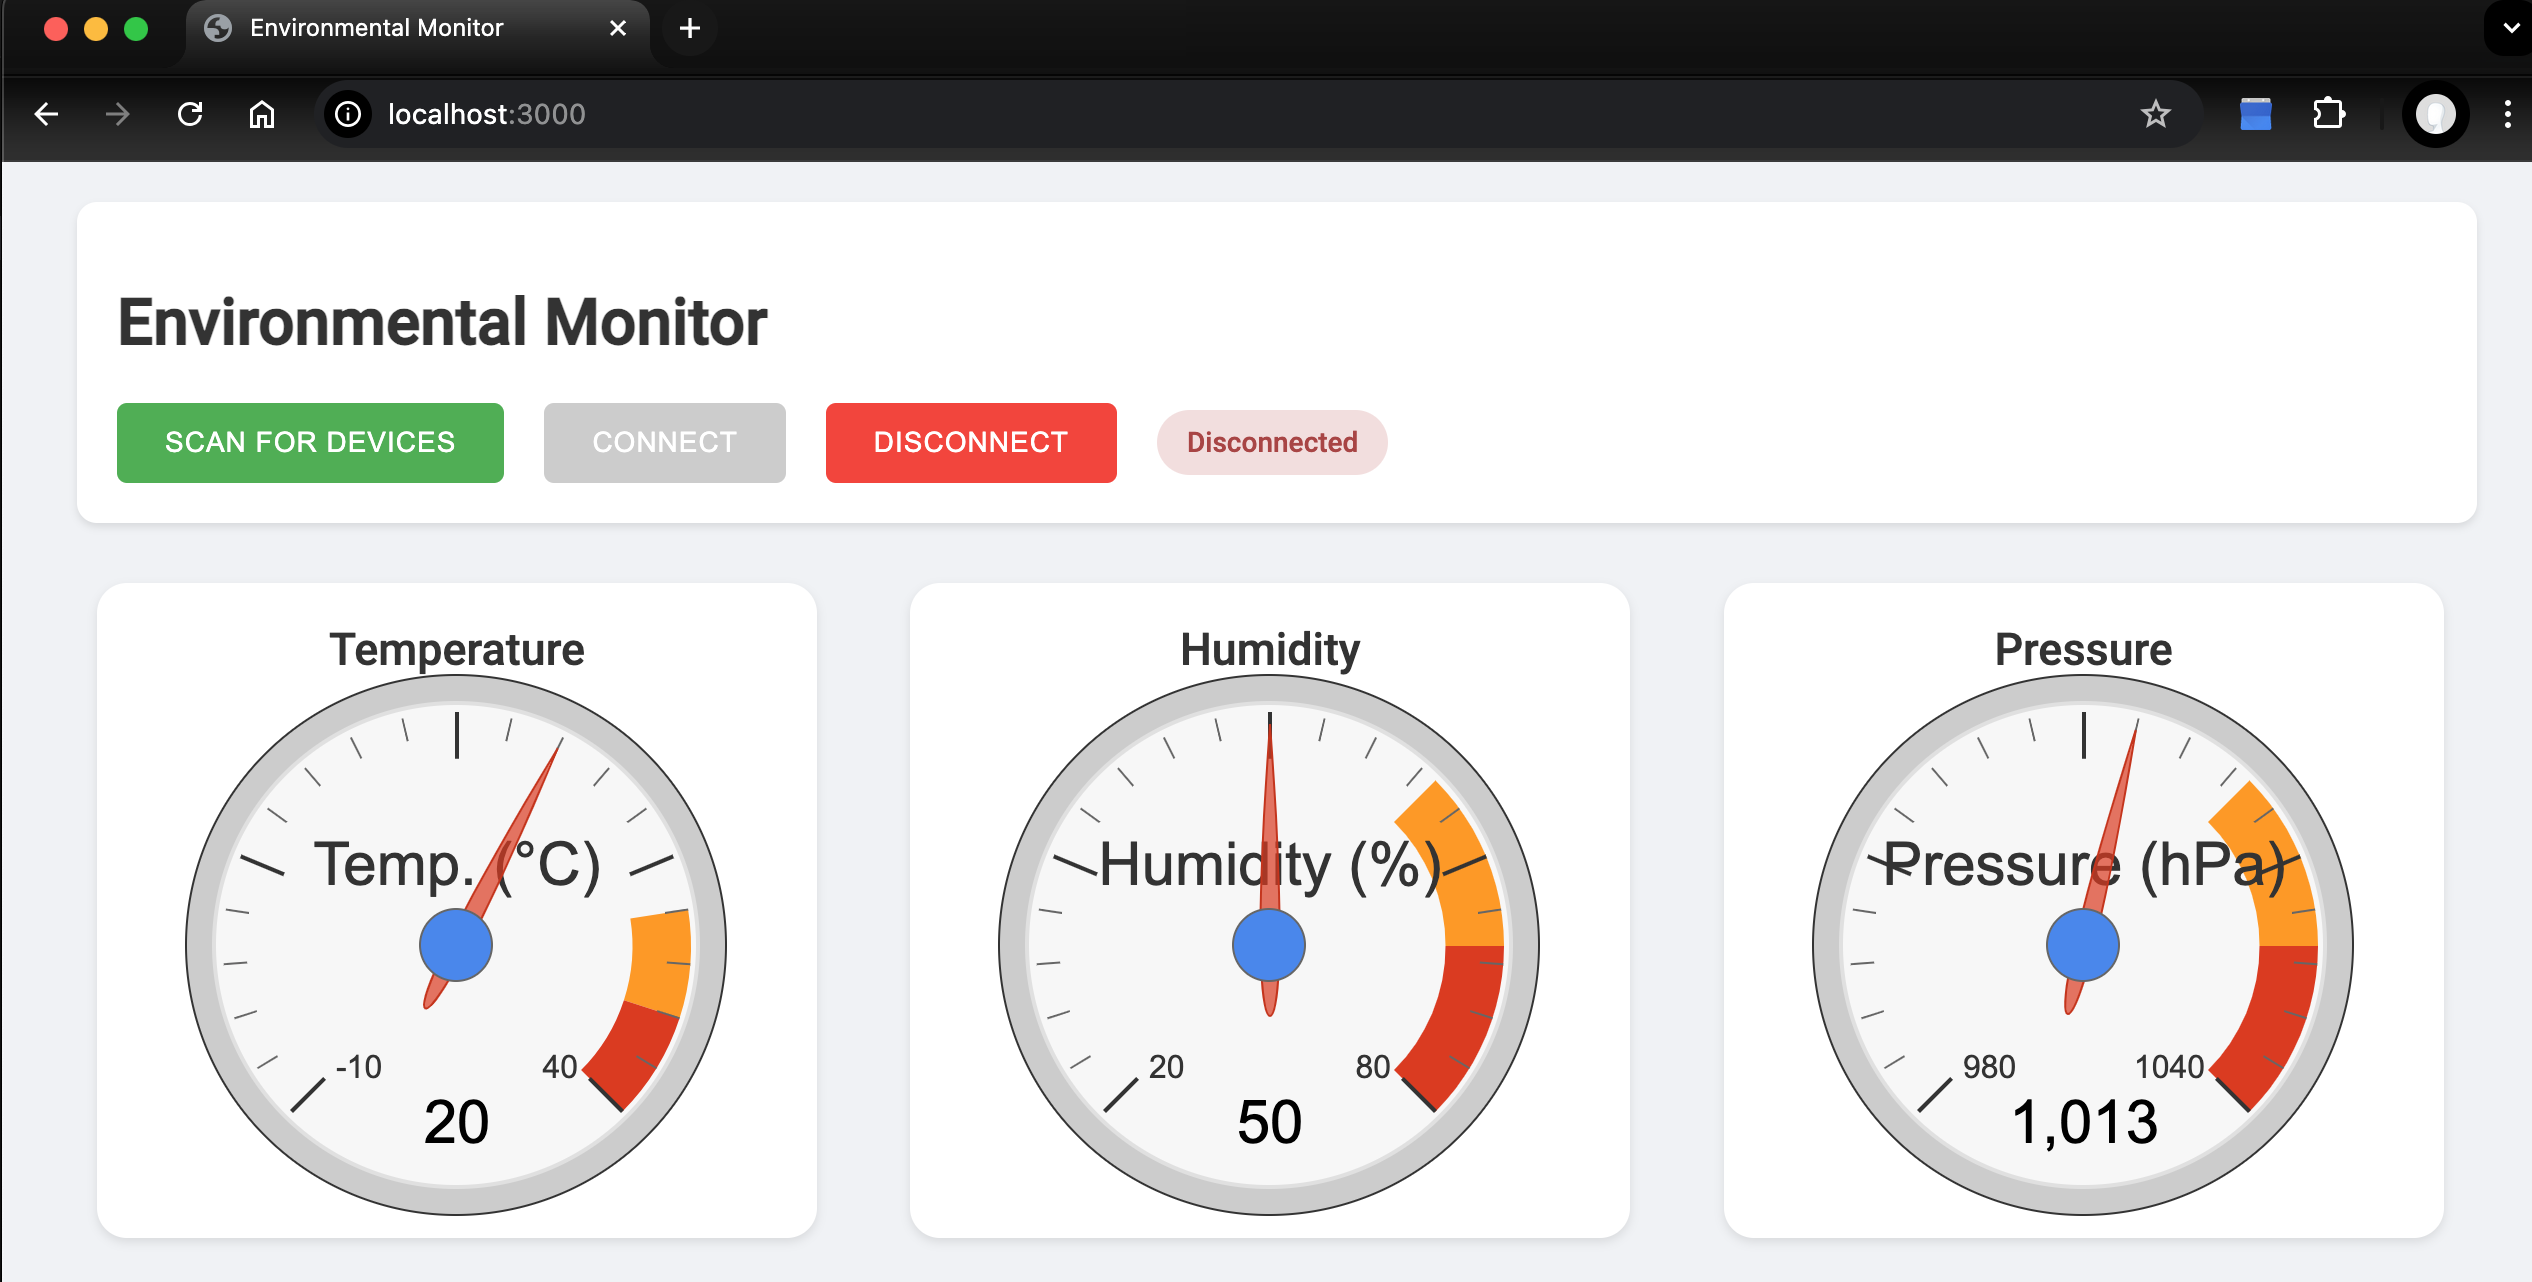 Environmental Monitor
localhost:3000
Environmental Monitor
SCAN FOR DEVICES
CONNECT
DISCONNECT
Disconnected
Temperature
Temp. (°C)
-10
40
20
Humidity
Humidity (%)
20
80
50
Pressure
Pressure (hPa)
980
1040
1,013